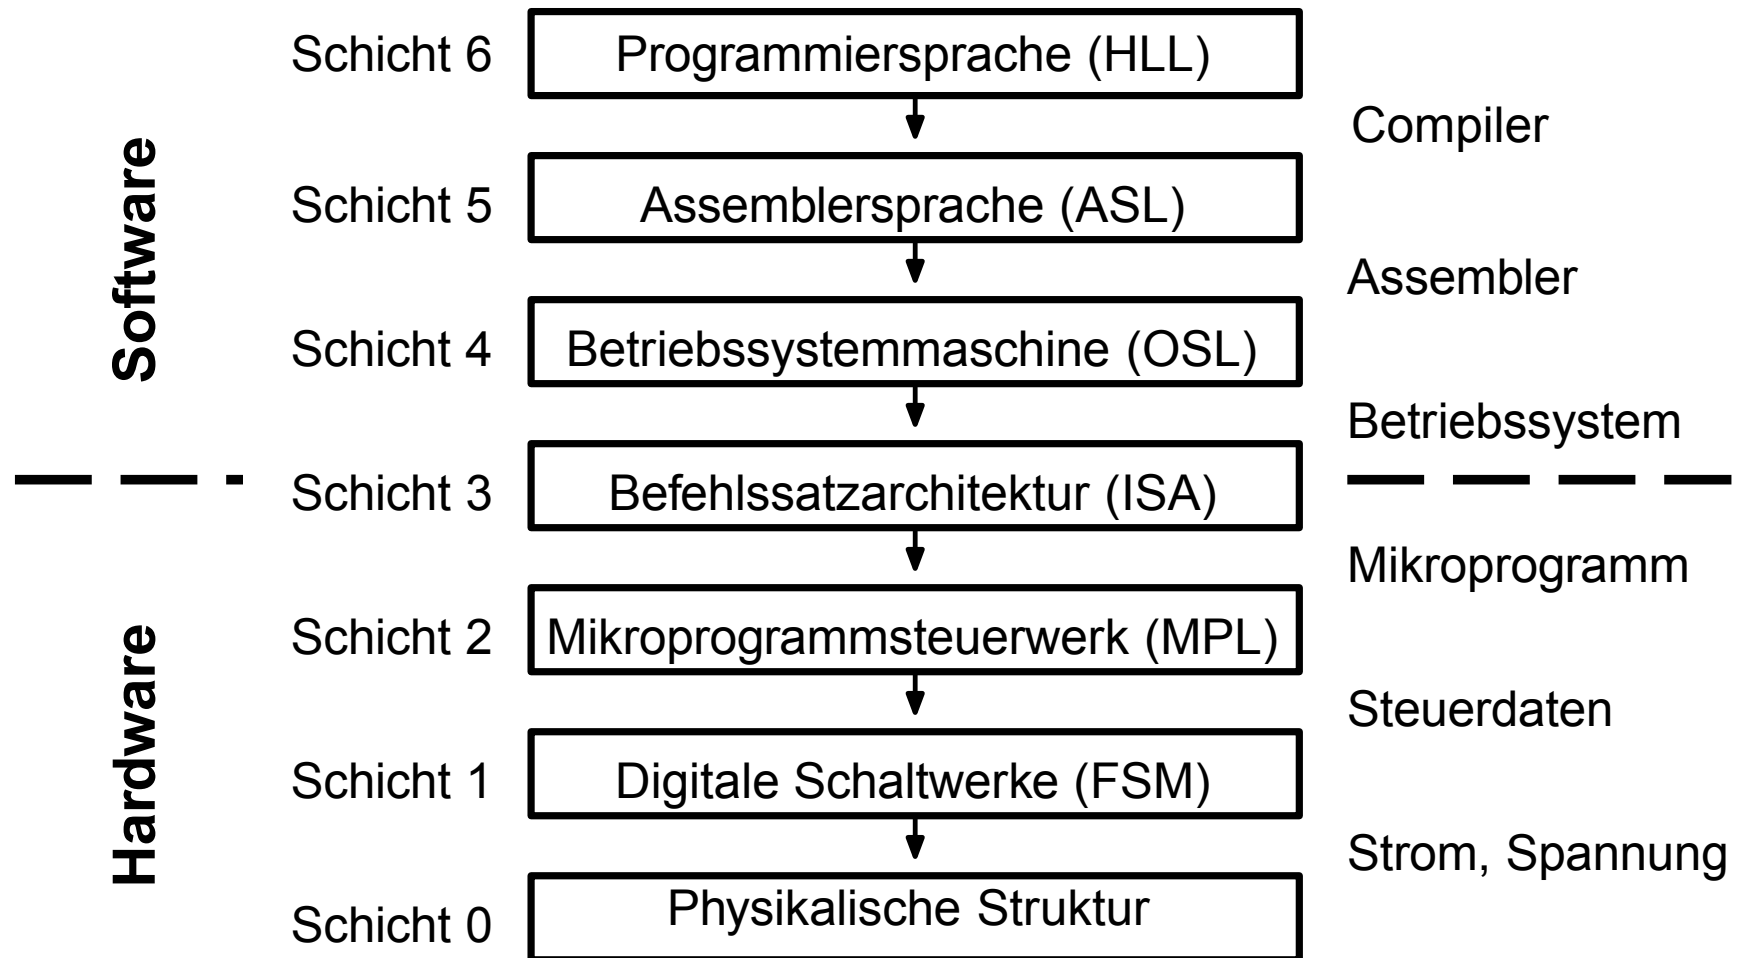 Schicht 6 Programmiersprache (HLL)
Compiler
Schicht 5 Assemblersprache (ASL)
Assembler
Schicht 4 Betriebssystemmaschine (OSL)
Betriebssystem
Schicht 3 Befehlssatzarchitektur (ISA)
Mikroprogramm
Schicht 2 Mikroprogrammsteuerwerk (MPL)
Steuerdaten
Schicht 1 Digitale Schaltwerke (FSM)
Strom, Spannung
Schicht 0 Physikalische Struktur
Software
Hardware